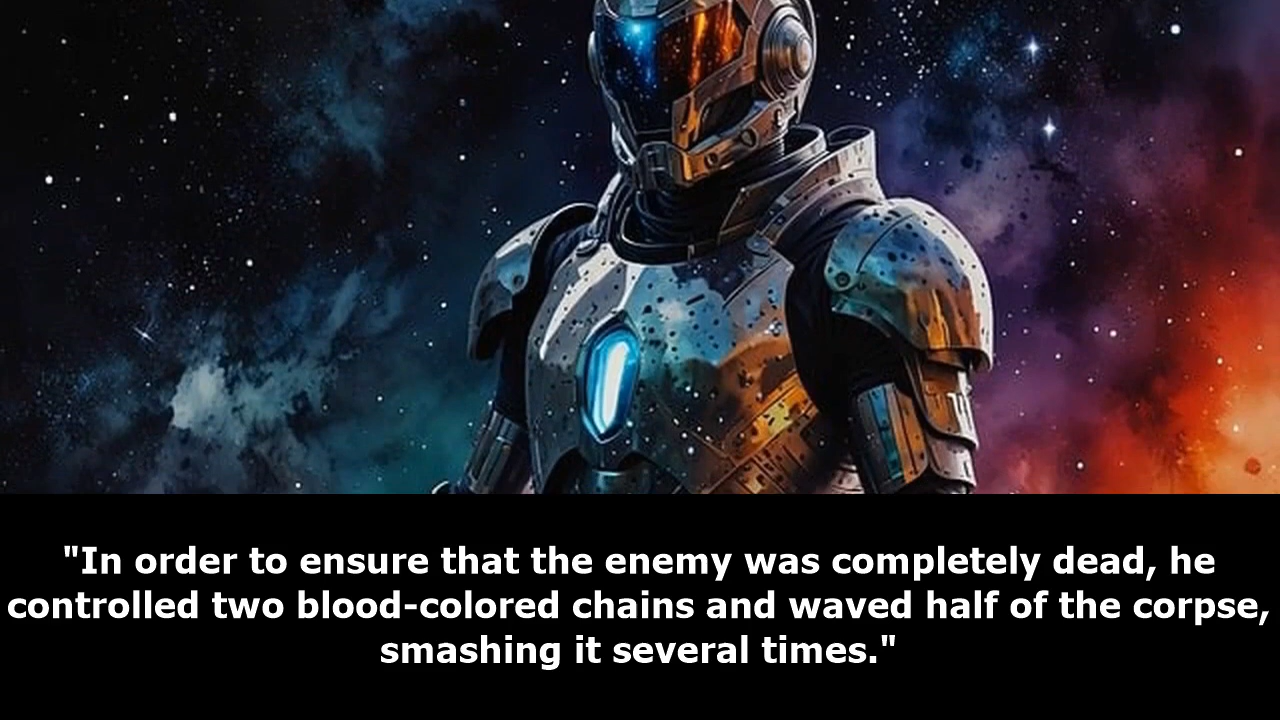 "In order to ensure that the enemy was completely dead, he
controlled two blood-colored chains and waved half of the corpse,
smashing it several times."